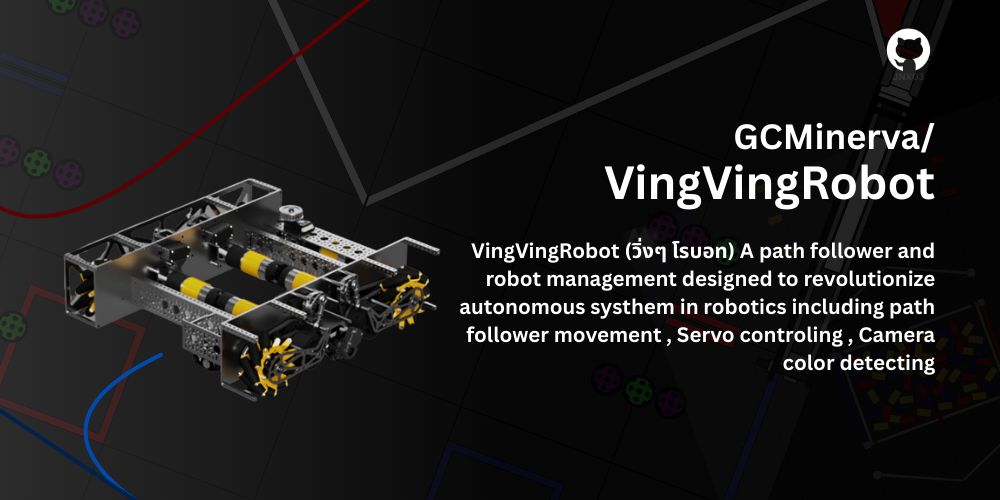 JNX03
GCMinerva/
VingVingRobot
VingVingRobot (วิ่งๆ โรบอท) A path follower and
robot management designed to revolutionize
autonomous systhem in robotics including path
follower movement , Servo controling , Camera
color detecting